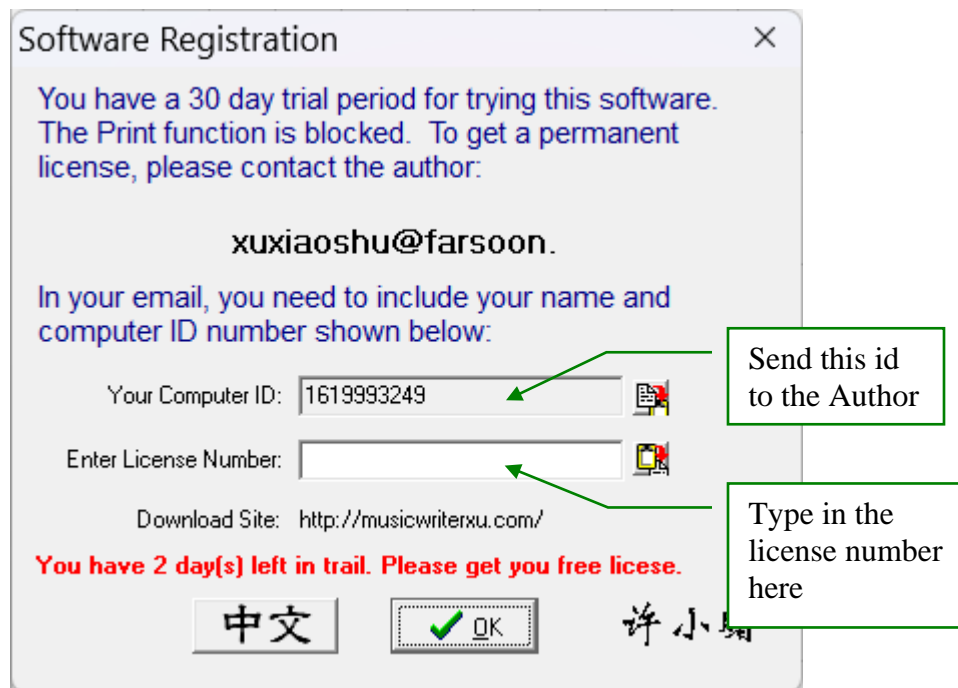 Software Registration
You have a 30 day trial period for trying this software.
The Print function is blocked. To get a permanent
license, please contact the author:
xuxiaoshu@farsoon.
In your email, you need to include your name and
computer ID number shown below:
Send this id
to the Author
Your Computer ID: 1619993249
Enter License Number:
Type in the
license number
here
Download Site: http://musicwriterxu.com/
You have 2 day(s) left in trail. Please get you free licese.
中文
OK
许小